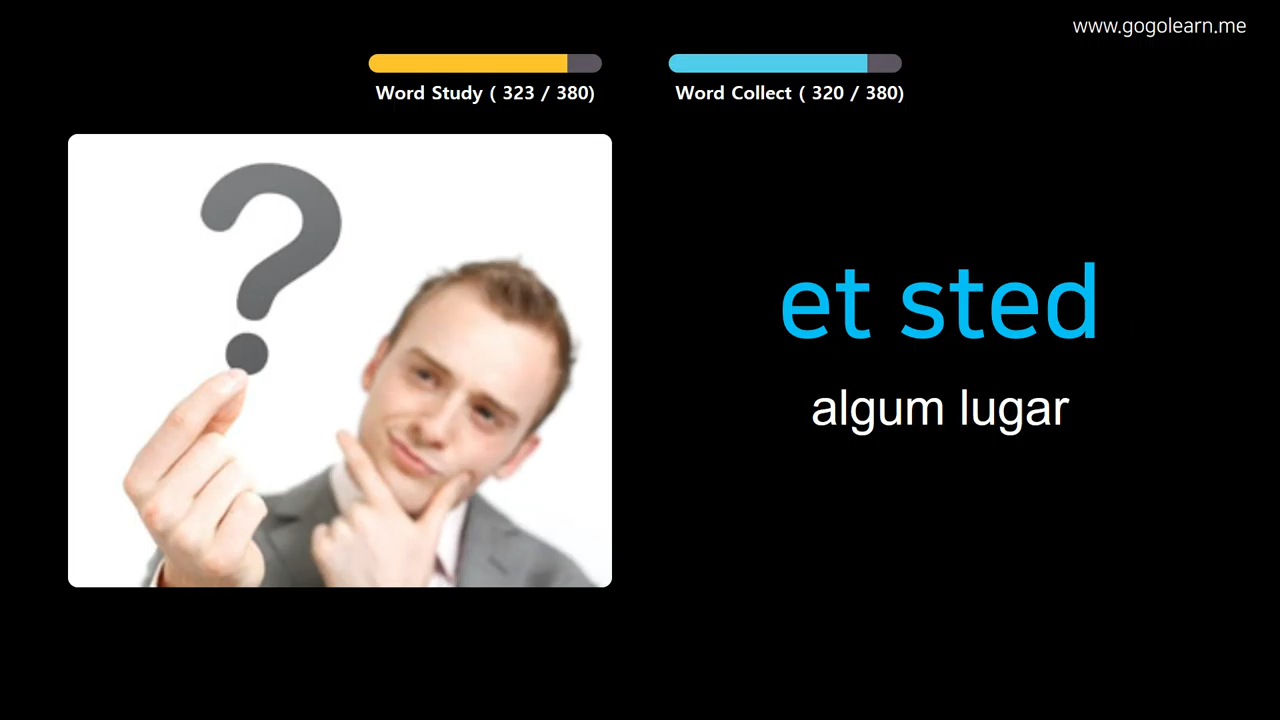 www.gogolearn.me
Word Study ( 323 / 380)
Word Collect ( 320 / 380)
?
et sted
algum lugar